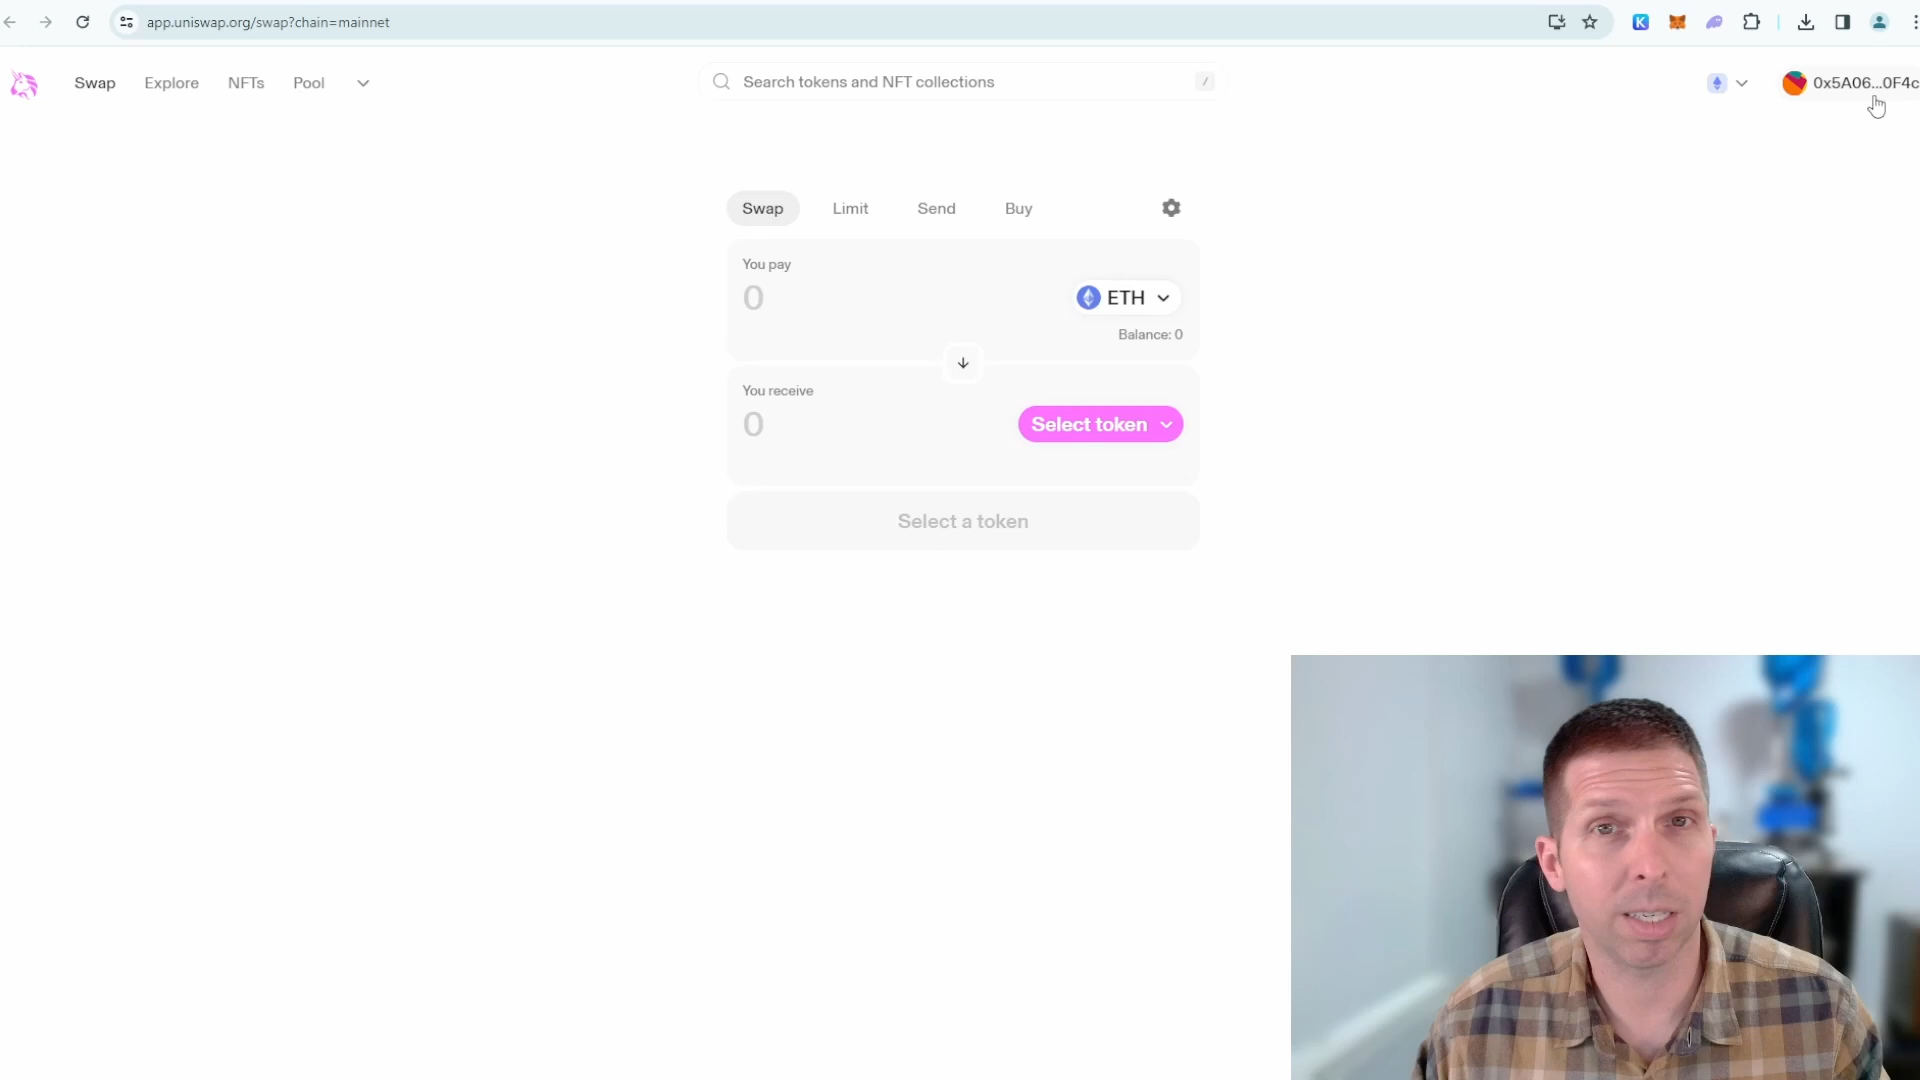 app.uniswap.org/swap?chain=mainnet
K
Swap
Explore
NFTs
Pool
Search tokens and NFT collections
/
0x5A06...0F4c
Swap
Limit
Send
Buy
You pay
0
ETH
Balance: 0
You receive
0
Select token
Select a token